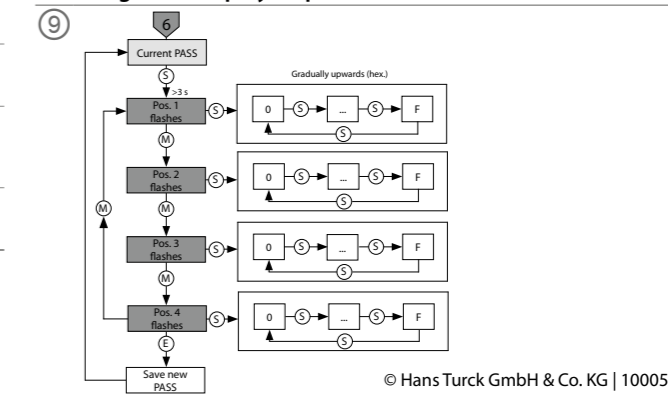 9
6
Current PASS
S
>3 s
Gradually upwards (hex.)
Pos. 1
flashes
S
0 S ... S F
S
M
Pos. 2
flashes
S
0 S ... S F
S
M
M
Pos. 3
flashes
S
0 S ... S F
S
M
Pos. 4
flashes
S
0 S ... S F
S
E
Save new
PASS
© Hans Turck GmbH & Co. KG | 10005